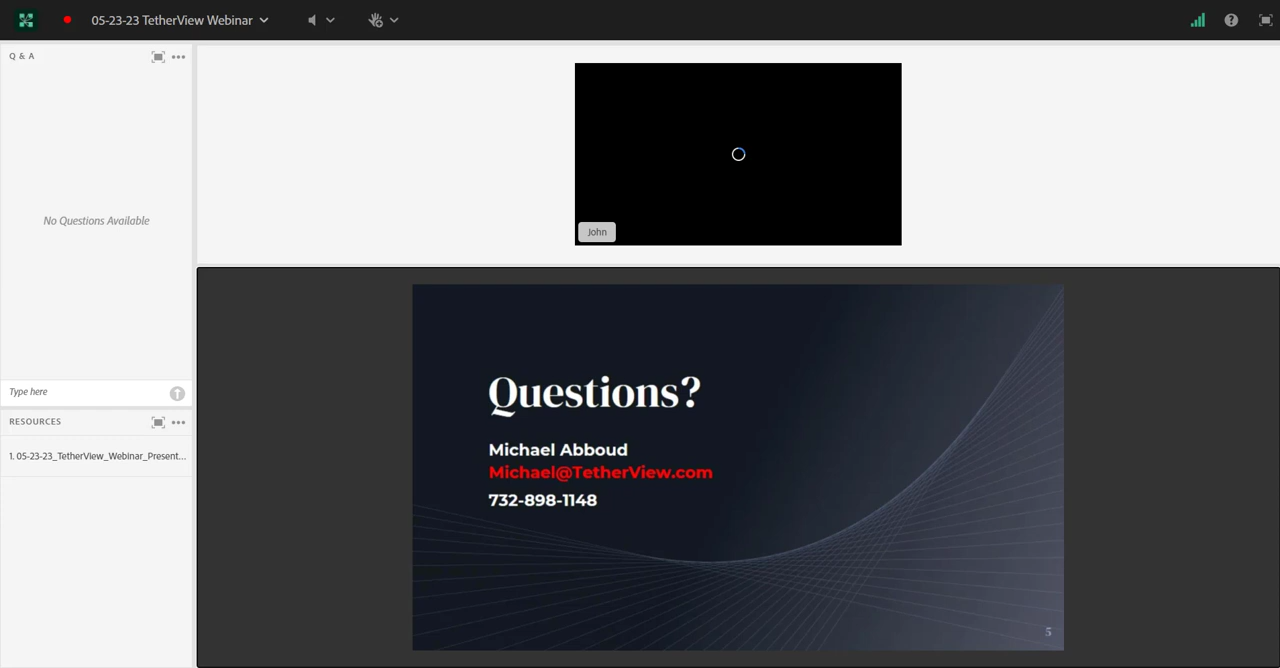 05-23-23 TetherView Webinar
Q & A
No Questions Available
Type here
RESOURCES
1. 05-23-23_TetherView_Webinar_Present...
John
Questions?
Michael Abboud
Michael@TetherView.com
732-898-1148
5